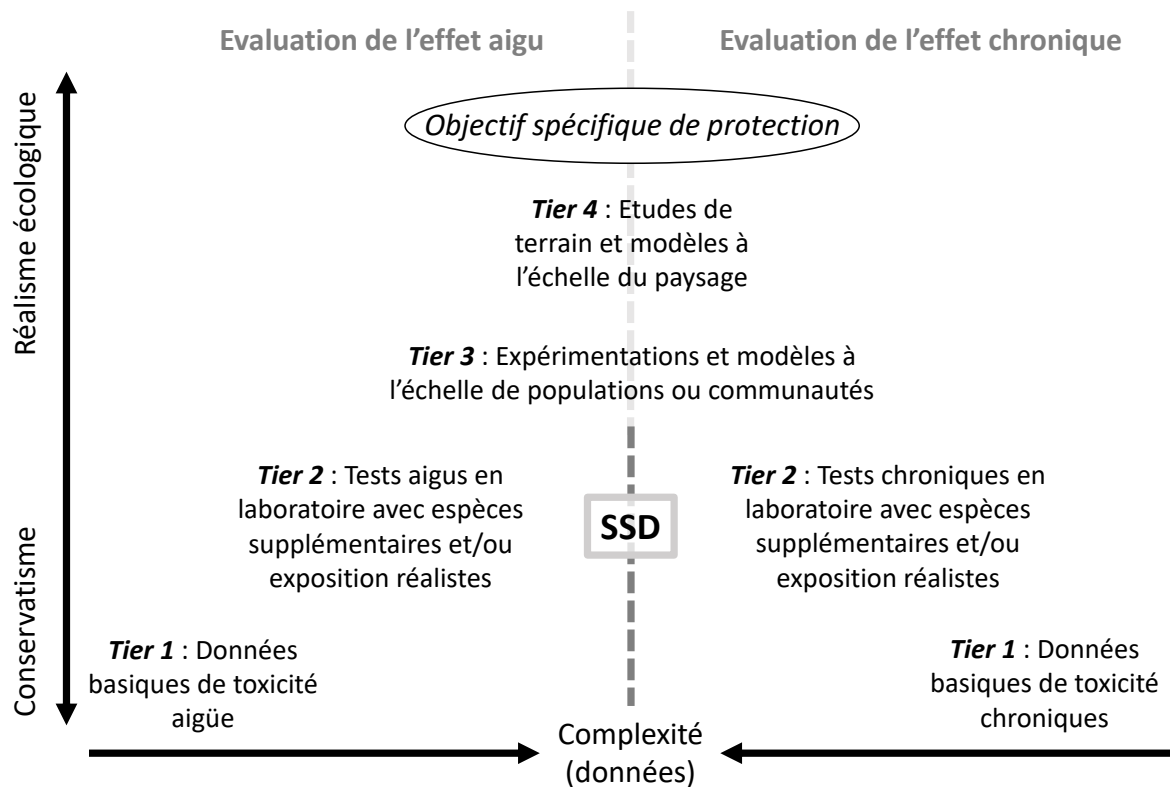 Evaluation de l’effet aigu
Evaluation de l’effet chronique
Réalisme écologique
Conservatisme
Objectif spécifique de protection
Tier 4 : Etudes de
terrain et modèles à
l’échelle du paysage
Tier 3 : Expérimentations et modèles à
l’échelle de populations ou communautés
Tier 2 : Tests aigus en
laboratoire avec espèces
supplémentaires et/ou
exposition réalistes
SSD
Tier 2 : Tests chroniques en
laboratoire avec espèces
supplémentaires et/ou
exposition réalistes
Tier 1 : Données
basiques de toxicité
aigüe
Tier 1 : Données
basiques de toxicité
chroniques
Complexité
(données)